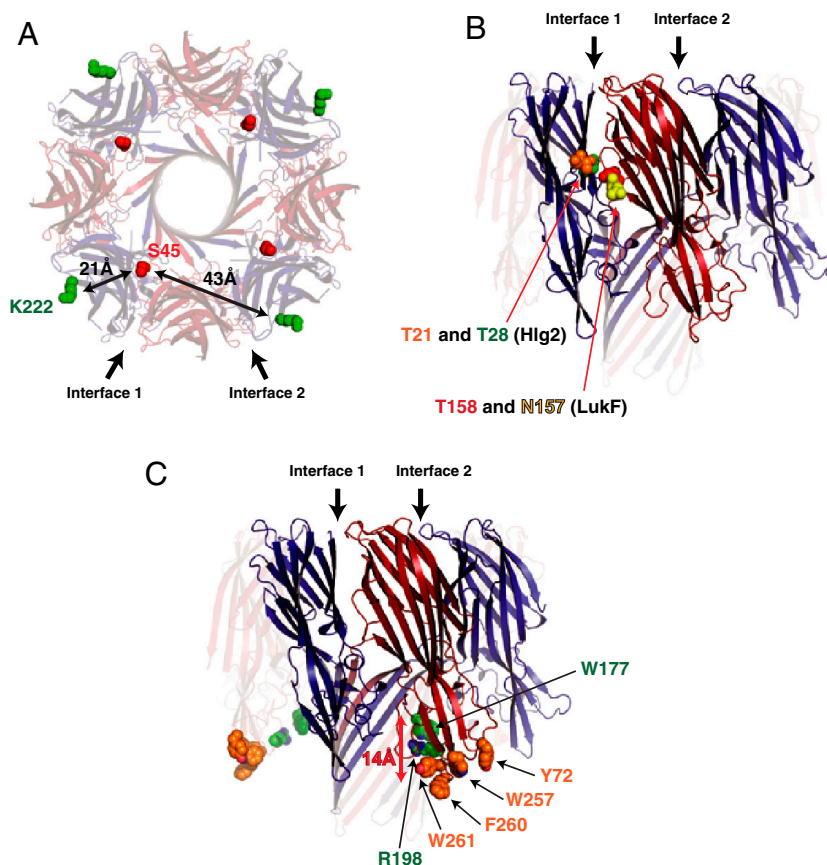 A
S45
21Å
43Å
K222
Interface 1
Interface 2
B
Interface 1
Interface 2
T21 and T28 (Hlg2)
T158 and N157 (LukF)
C
Interface 1
Interface 2
W177
14Å
Y72
W257
F260
W261
R198